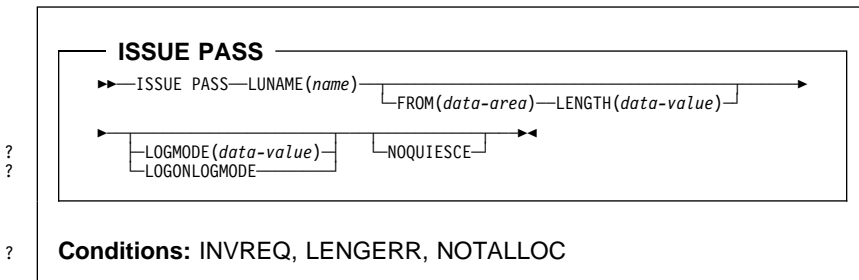 ISSUE PASS
►►──ISSUE PASS──LUNAME(name)──┬──────────────────────────────────────┬──►
└─FROM(data-area)──LENGTH(data-value)─┘
►──┬─────────────────────┬──┬───────────┬──►◄
? ├─LOGMODE(data-value)─┤ └─NOQUIESCE─┘
? └─LOGONLOGMODE────────┘
? Conditions: INVREQ, LENGERR, NOTALLOC